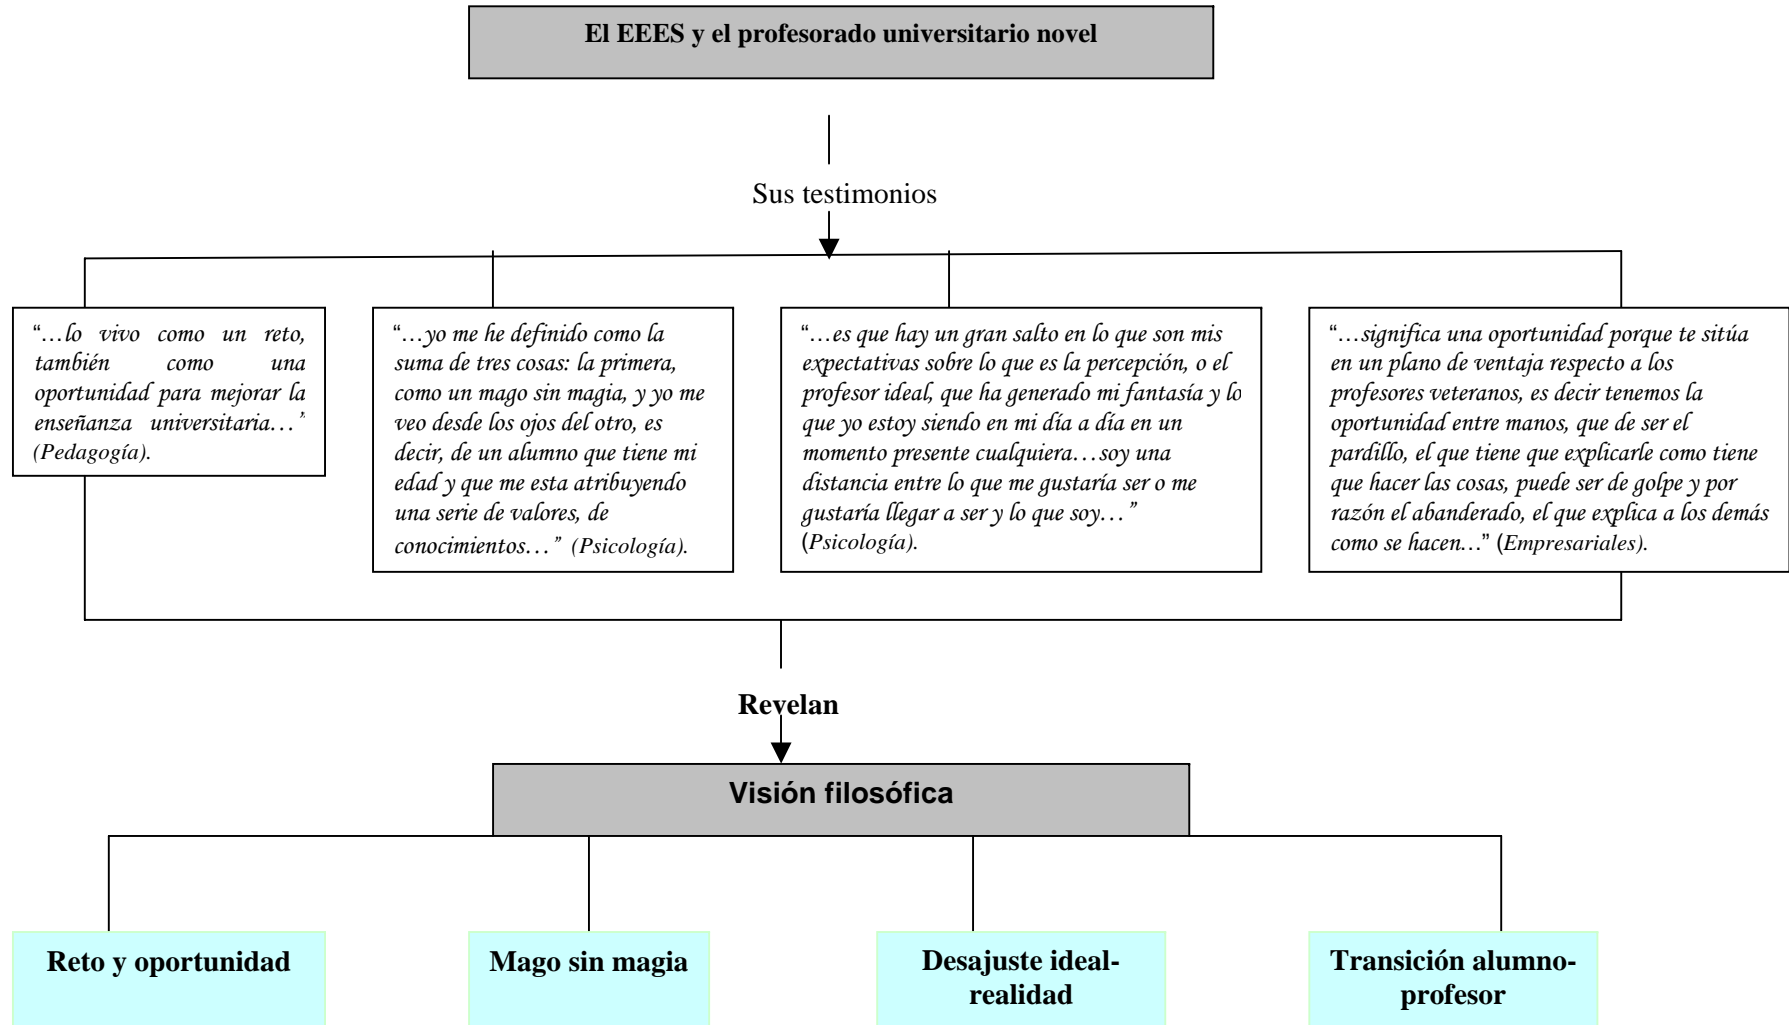 El EEES y el profesorado universitario novel
Sus testimonios
“…lo vivo como un reto,
también como una
oportunidad para mejorar la
enseñanza universitaria…”
(Pedagogía).
“…yo me he definido como la
suma de tres cosas: la primera,
como un mago sin magia, y yo me
veo desde los ojos del otro, es
decir, de un alumno que tiene mi
edad y que me esta atribuyendo
una serie de valores, de
conocimientos…” (Psicología).
“…es que hay un gran salto en lo que son mis
expectativas sobre lo que es la percepción, o el
profesor ideal, que ha generado mi fantasía y lo
que yo estoy siendo en mi día a día en un
momento presente cualquiera…soy una
distancia entre lo que me gustaría ser o me
gustaría llegar a ser y lo que soy…”
(Psicología).
“…significa una oportunidad porque te sitúa
en un plano de ventaja respecto a los
profesores veteranos, es decir tenemos la
oportunidad entre manos, que de ser el
pardillo, el que tiene que explicarle como tiene
que hacer las cosas, puede ser de golpe y por
razón el abanderado, el que explica a los demás
como se hacen…” (Empresariales).
Revelan
Visión filosófica
Reto y oportunidad
Mago sin magia
Desajuste ideal-
realidad
Transición alumno-
profesor